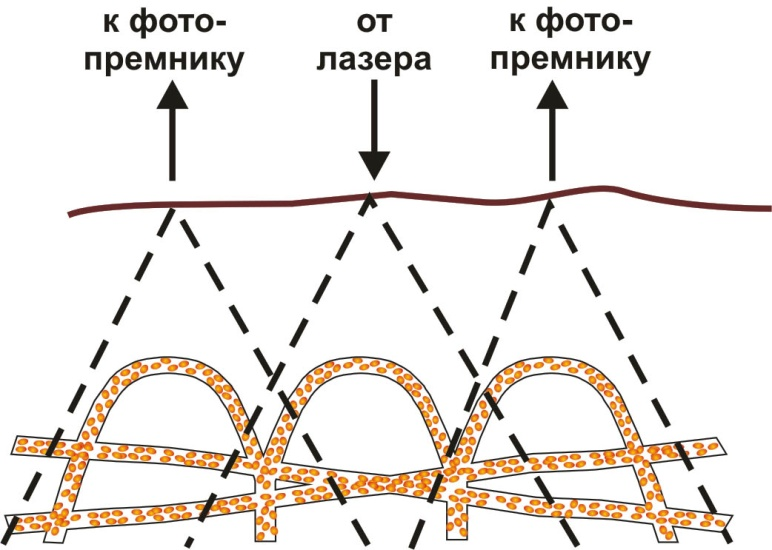 к фото-
премнику
от
лазера
к фото-
премнику